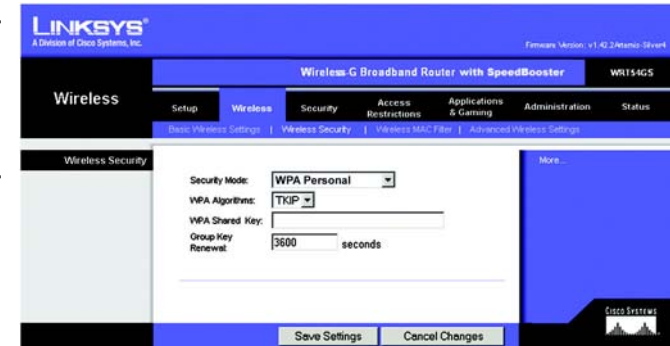 LINKSYS®
A Division of Cisco Systems, Inc.
Firmware Version: v1.42.2Artemis-Silver4
Wireless-G Broadband Router with SpeedBooster WRT54GS
Wireless
Setup Wireless Security Access Restrictions Applications & Gaming Administration Status
Basic Wireless Settings | Wireless Security | Wireless MAC Filter | Advanced Wireless Settings
Wireless Security
More...
Security Mode: WPA Personal
WPA Algorithms: TKIP
WPA Shared Key:
Group Key Renewal: 3600 seconds
CISCO SYSTEMS
Save Settings Cancel Changes